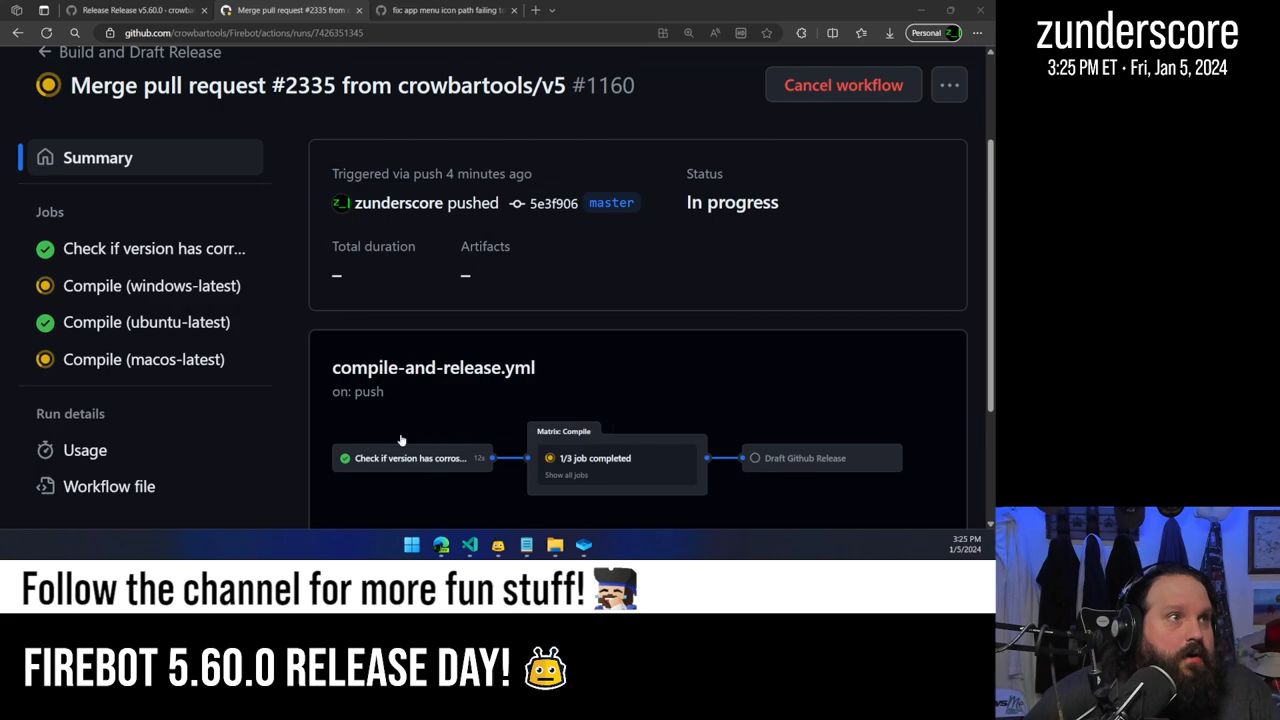 Release Release v5.60.0 · crowba
Merge pull request #2335 from
fix app menu icon path failing to
github.com/crowbartools/Firebot/actions/runs/7426351345
Personal
Build and Draft Release
Merge pull request #2335 from crowbartools/v5 #1160
Cancel workflow
Summary
Jobs
Check if version has corr...
Compile (windows-latest)
Compile (ubuntu-latest)
Compile (macos-latest)
Run details
Usage
Workflow file
Triggered via push 4 minutes ago
zunderscore pushed 5e3f906 master
Status
In progress
Total duration
–
Artifacts
–
compile-and-release.yml
on: push
Check if version has corros... 12s
Matrix: Compile
1/3 job completed
Show all jobs
Draft Github Release
3:25 PM
1/5/2024
zunderscore
3:25 PM ET • Fri, Jan 5, 2024
Follow the channel for more fun stuff!
FIREBOT 5.60.0 RELEASE DAY!